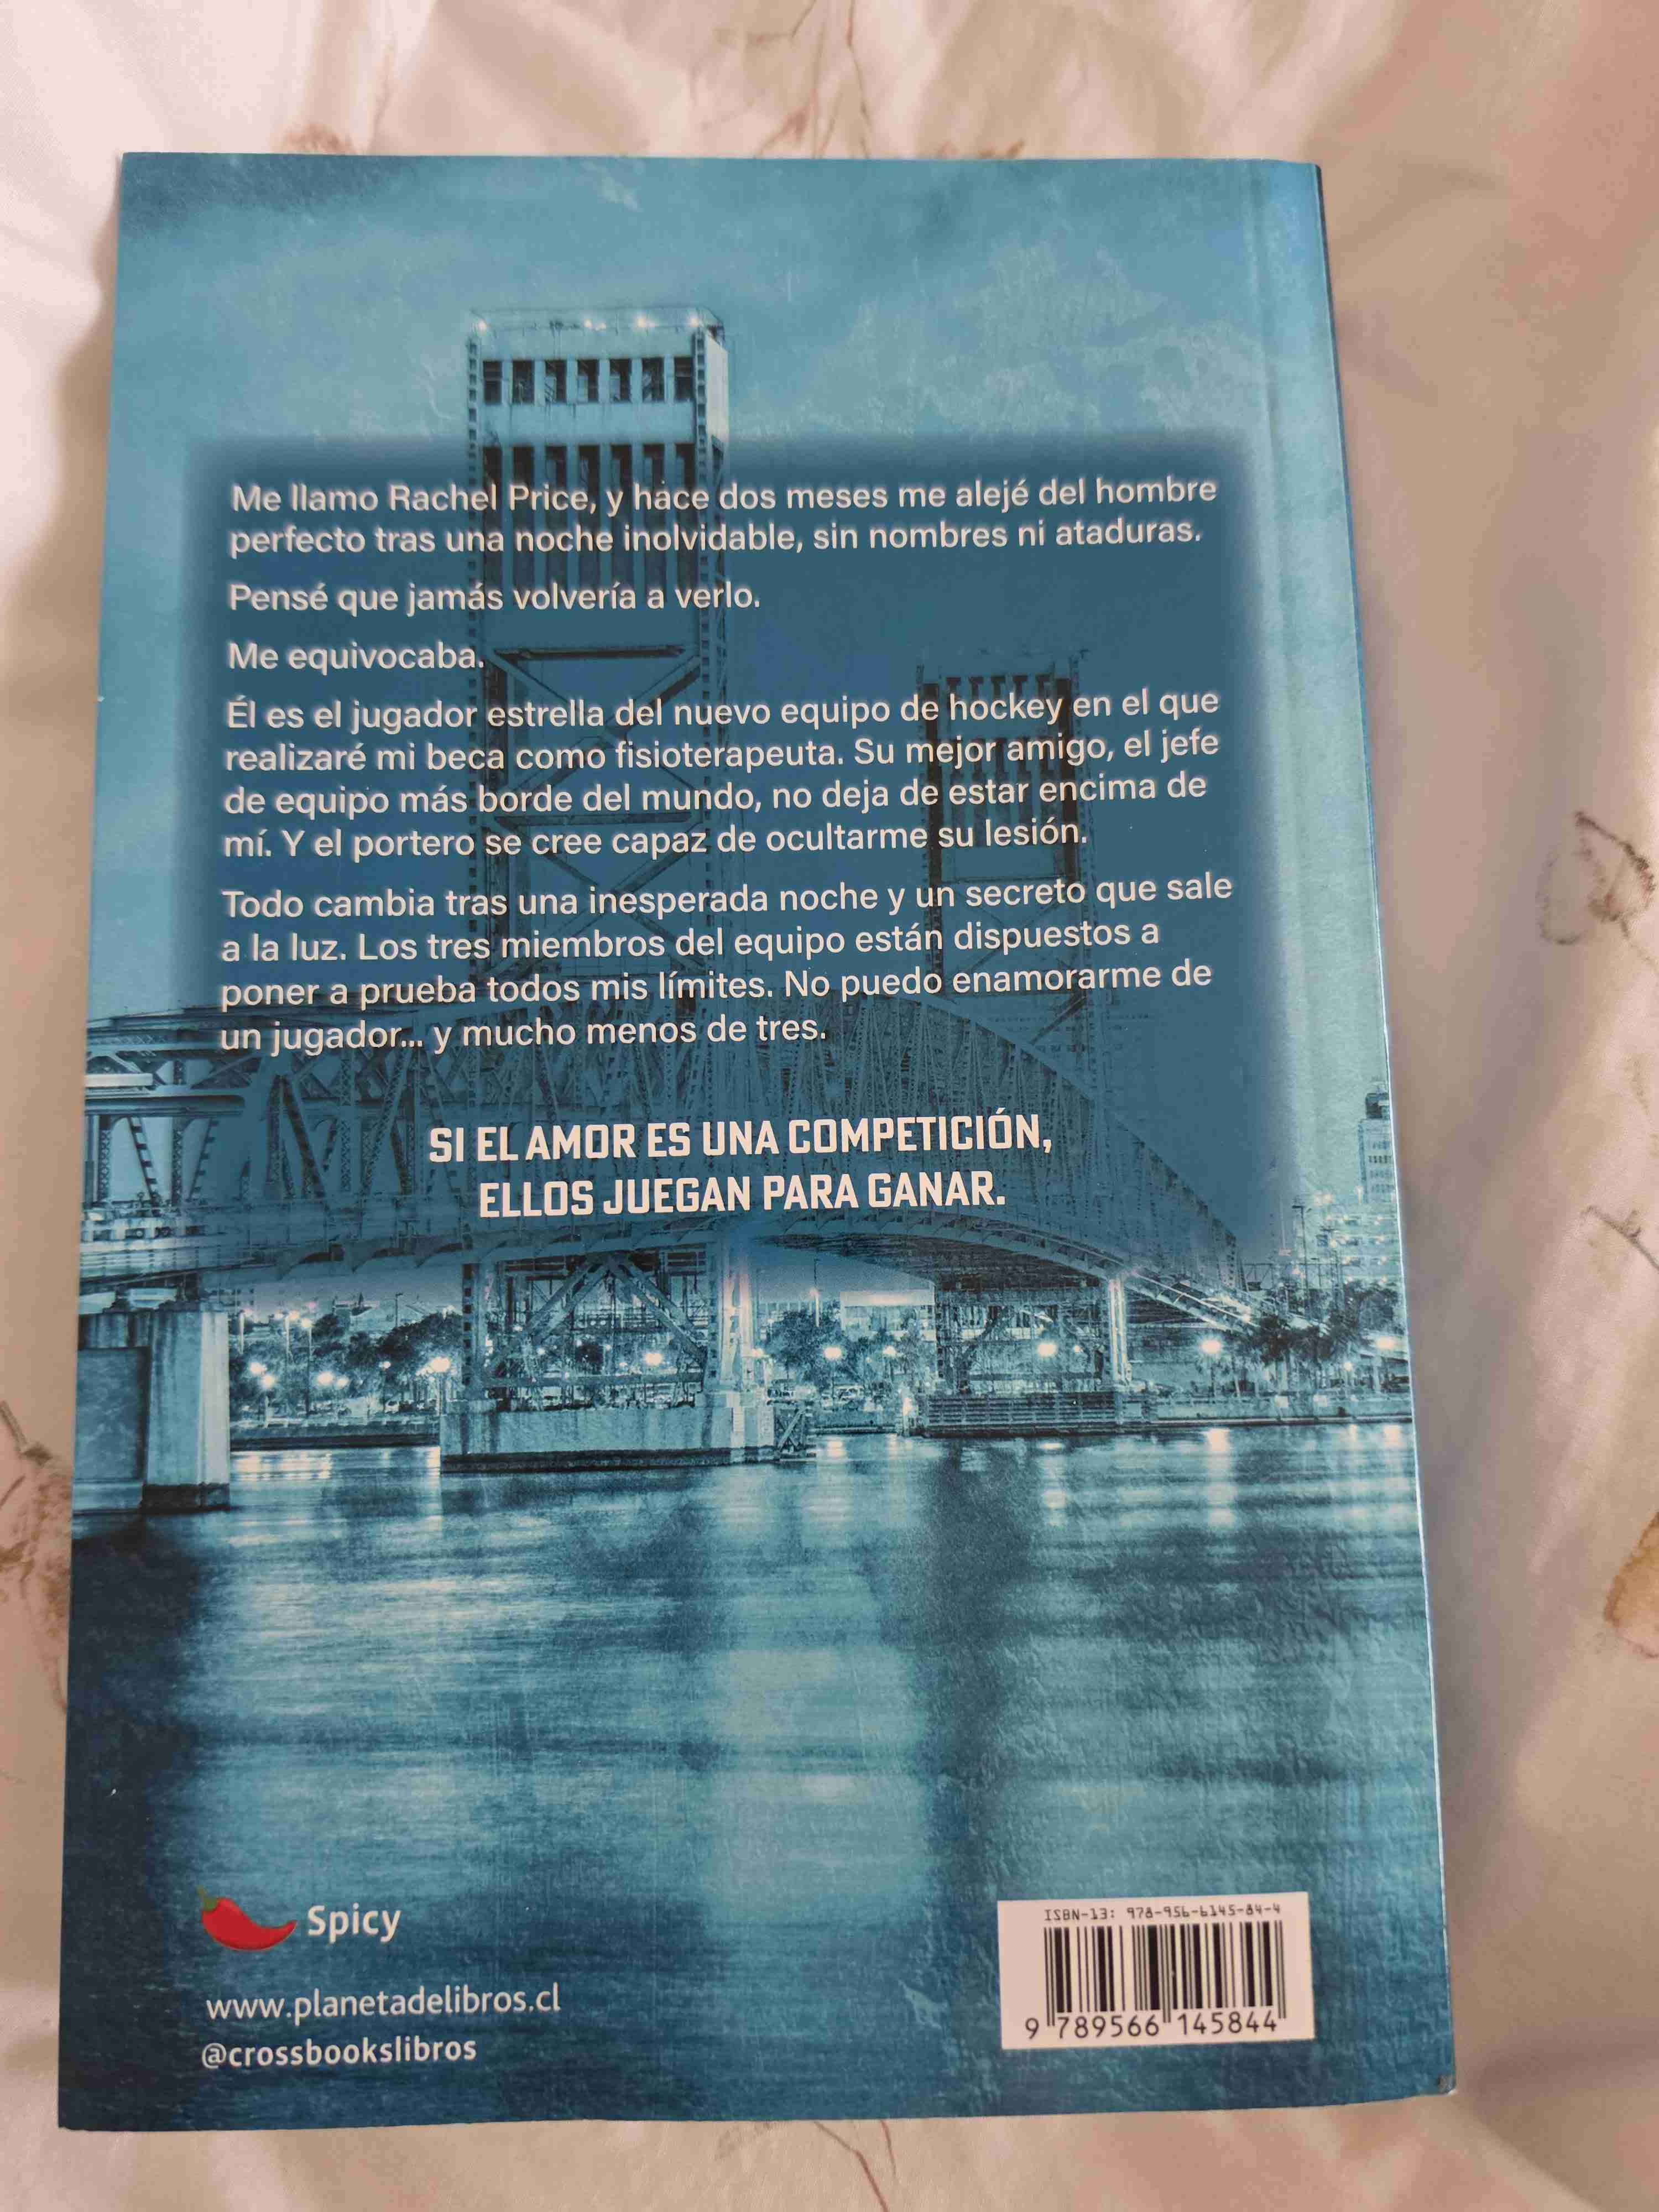 Me llamo Rachel Price, y hace dos meses me alejé del hombre
perfecto tras una noche inolvidable, sin nombres ni ataduras.
Pensé que jamás volvería a verlo.
Me equivocaba.
Él es el jugador estrella del nuevo equipo de hockey en el que
realizaré mi beca como fisioterapeuta. Su mejor amigo, el jefe
de equipo más borde del mundo, no deja de estar encima de
mí. Y el portero se cree capaz de ocultarme su lesión.
Todo cambia tras una inesperada noche y un secreto que sale
a la luz. Los tres miembros del equipo están dispuestos a
poner a prueba todos mis límites. No puedo enamorarme de
un jugador... y mucho menos de tres.
SI EL AMOR ES UNA COMPETICIÓN,
ELLOS JUEGAN PARA GANAR.
Spicy
www.planetadelibros.cl
@crossbookslibros
ISBN-13: 978-956-6145-84-4
9 789566 145844